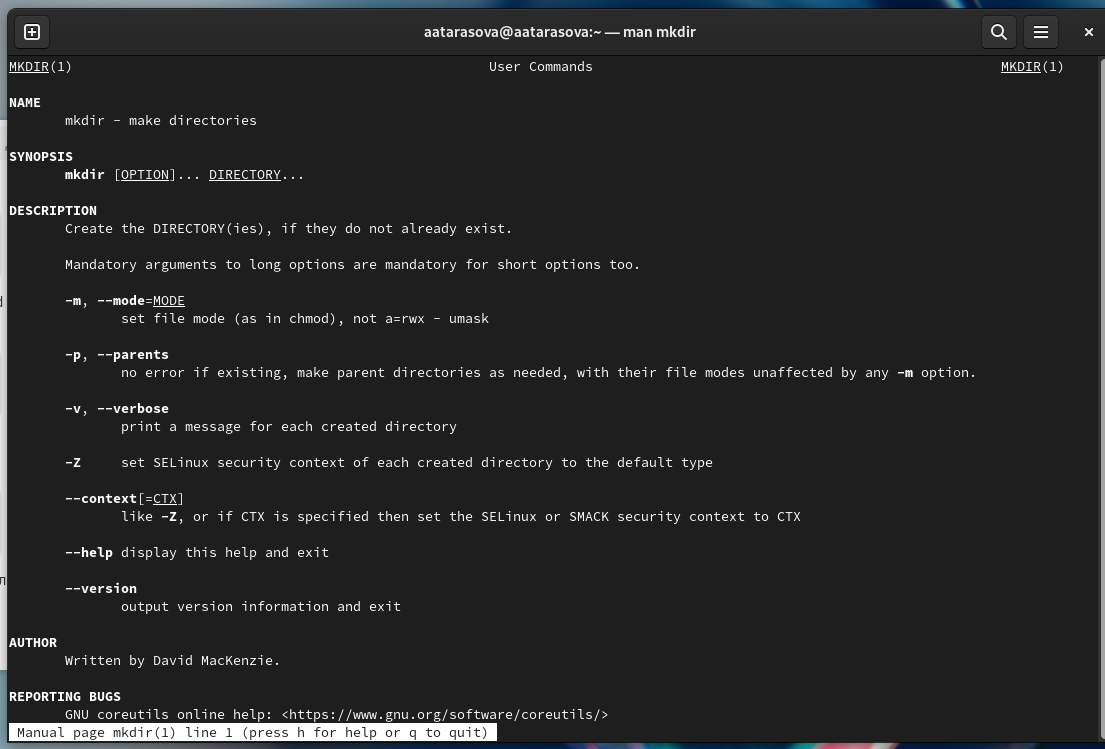 aatarasova@aatarasova:~ — man mkdir
MKDIR(1) User Commands MKDIR(1)
NAME
mkdir - make directories
SYNOPSIS
mkdir [OPTION]... DIRECTORY...
DESCRIPTION
Create the DIRECTORY(ies), if they do not already exist.
Mandatory arguments to long options are mandatory for short options too.
-m, --mode=MODE
set file mode (as in chmod), not a=rwx - umask
-p, --parents
no error if existing, make parent directories as needed, with their file modes unaffected by any -m option.
-v, --verbose
print a message for each created directory
-Z set SELinux security context of each created directory to the default type
--context[=CTX]
like -Z, or if CTX is specified then set the SELinux or SMACK security context to CTX
--help display this help and exit
--version
output version information and exit
AUTHOR
Written by David MacKenzie.
REPORTING BUGS
GNU coreutils online help: <https://www.gnu.org/software/coreutils/>
Manual page mkdir(1) line 1 (press h for help or q to quit)